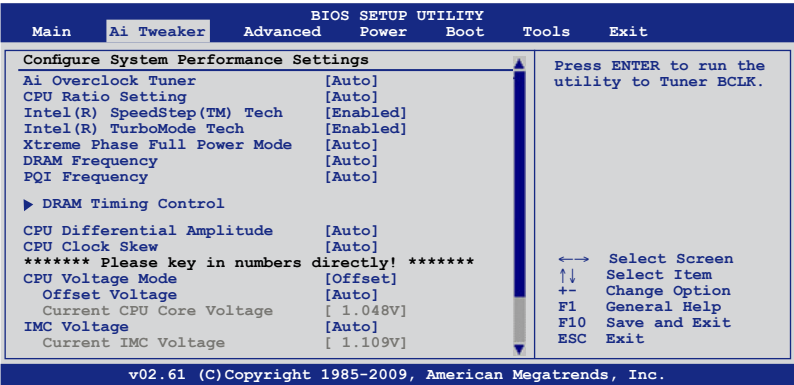 BIOS SETUP UTILITY
Main Ai Tweaker Advanced Power Boot Tools Exit
Configure System Performance Settings
Ai Overclock Tuner [Auto]
CPU Ratio Setting [Auto]
Intel(R) SpeedStep(TM) Tech [Enabled]
Intel(R) TurboMode Tech [Enabled]
Xtreme Phase Full Power Mode [Auto]
DRAM Frequency [Auto]
PQI Frequency [Auto]
DRAM Timing Control
CPU Differential Amplitude [Auto]
CPU Clock Skew [Auto]
******* Please key in numbers directly! *******
CPU Voltage Mode [Offset]
Offset Voltage [Auto]
Current CPU Core Voltage [ 1.048V]
IMC Voltage [Auto]
Current IMC Voltage [ 1.109V]
Press ENTER to run the
utility to Tuner BCLK.
←→ Select Screen
↑↓ Select Item
+- Change Option
F1 General Help
F10 Save and Exit
ESC Exit
v02.61 (C)Copyright 1985-2009, American Megatrends, Inc.